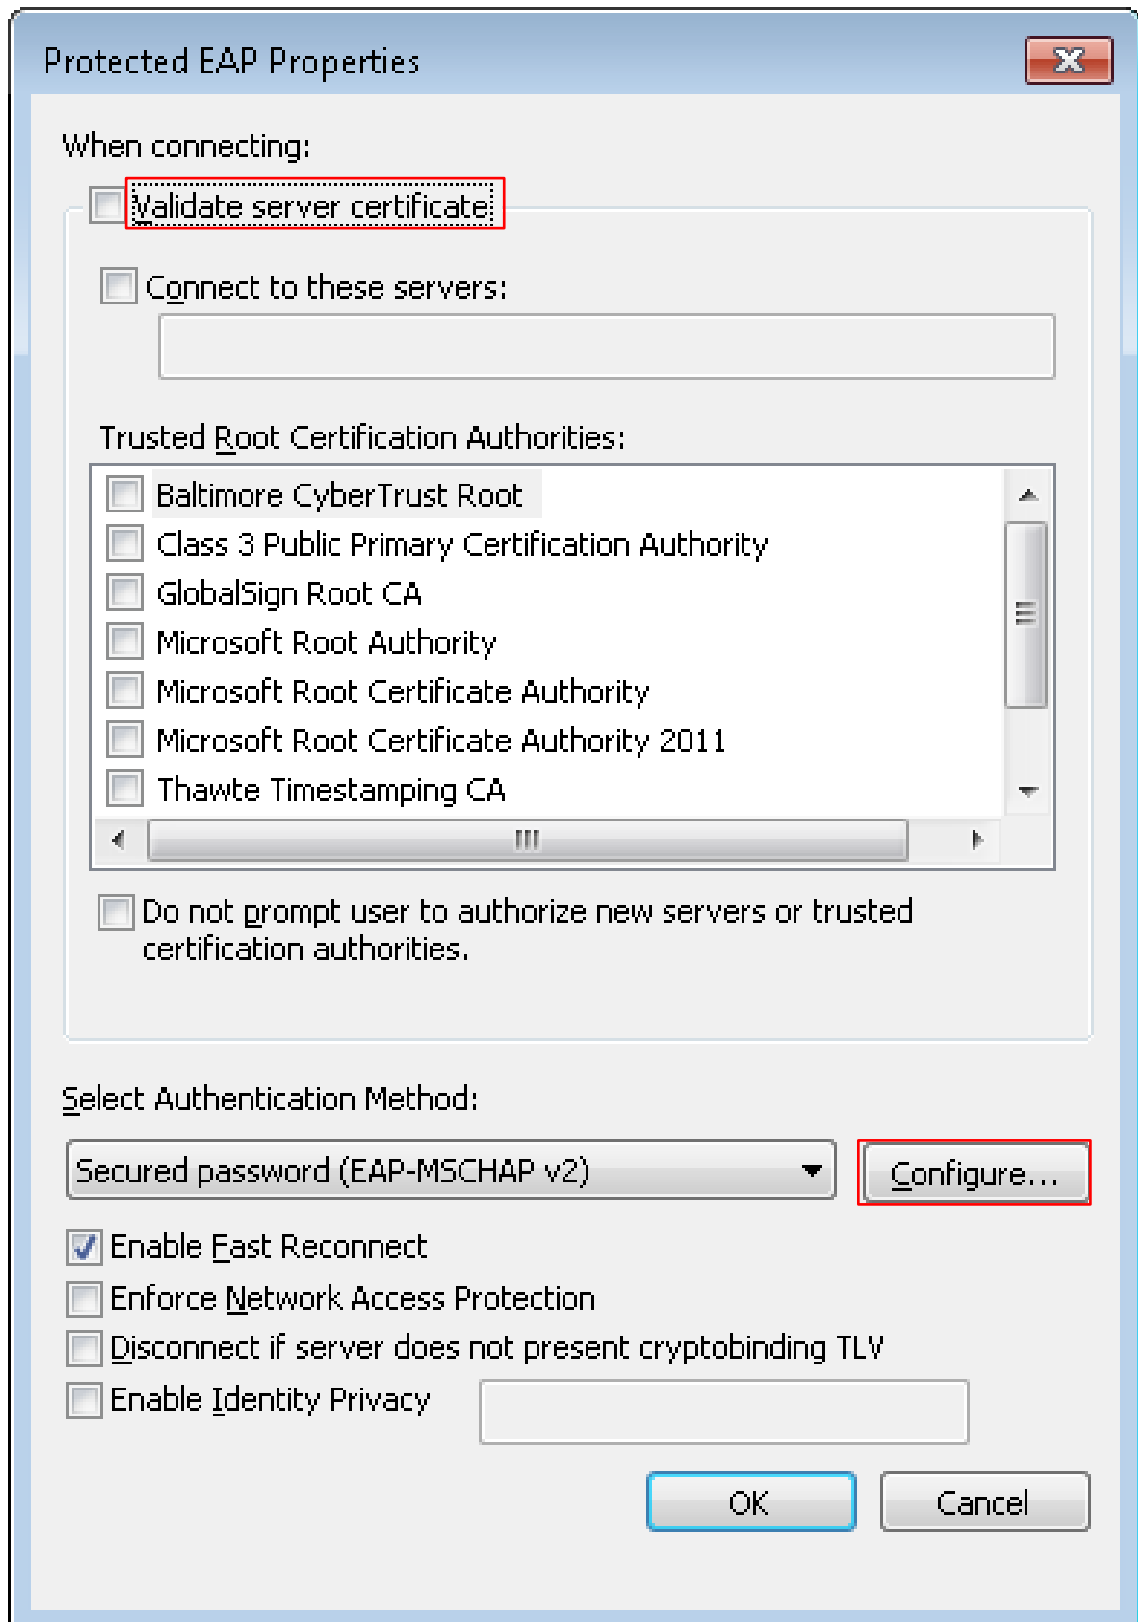 Protected EAP Properties
When connecting:
Validate server certificate
Connect to these servers:
Trusted Root Certification Authorities:
Baltimore CyberTrust Root
Class 3 Public Primary Certification Authority
GlobalSign Root CA
Microsoft Root Authority
Microsoft Root Certificate Authority
Microsoft Root Certificate Authority 2011
Thawte Timestamping CA
Do not prompt user to authorize new servers or trusted
certification authorities.
Select Authentication Method:
Secured password (EAP-MSCHAP v2)
Configure...
Enable Fast Reconnect
Enforce Network Access Protection
Disconnect if server does not present cryptobinding TLV
Enable Identity Privacy
OK
Cancel